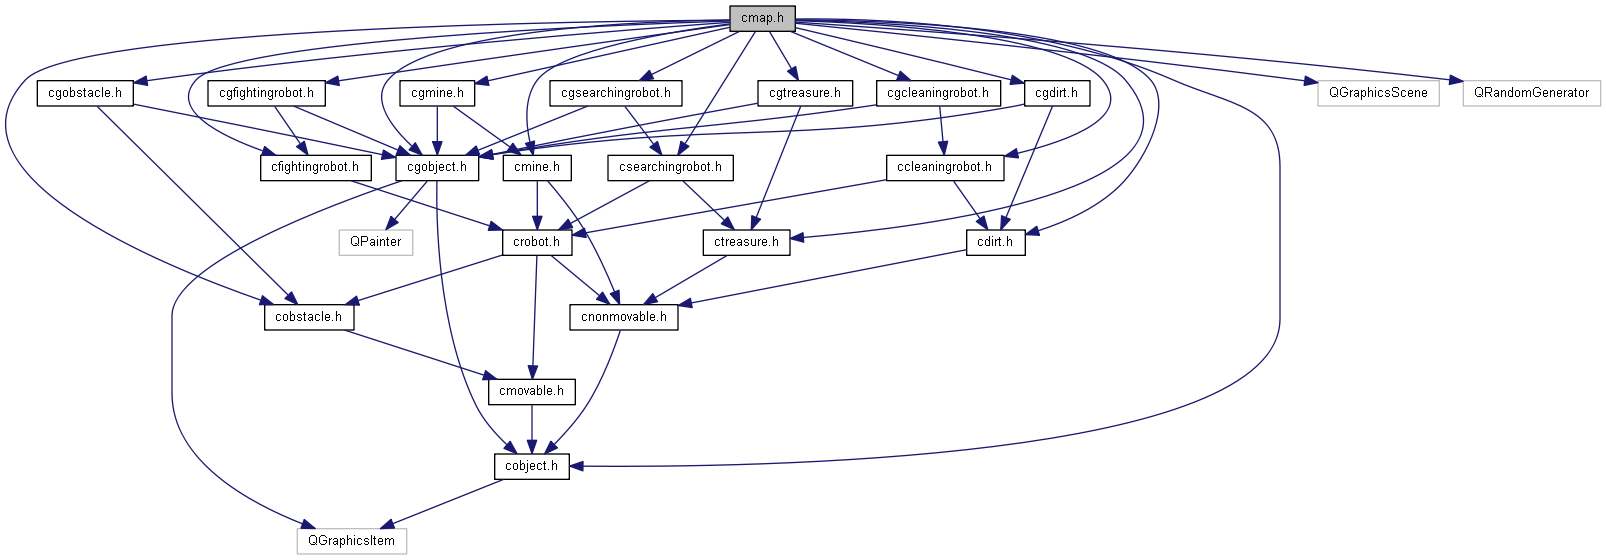 cmap.h
cgobstacle.h
cgfightingrobot.h
cgmine.h
cgsearchingrobot.h
cgtreasure.h
cgcleaningrobot.h
cgdirt.h
QGraphicsScene
QRandomGenerator
cfightingrobot.h
cgobject.h
cmine.h
csearchingrobot.h
ccleaningrobot.h
QPainter
crobot.h
ctreasure.h
cdirt.h
cobstacle.h
cnonmovable.h
cmovable.h
cobject.h
QGraphicsItem